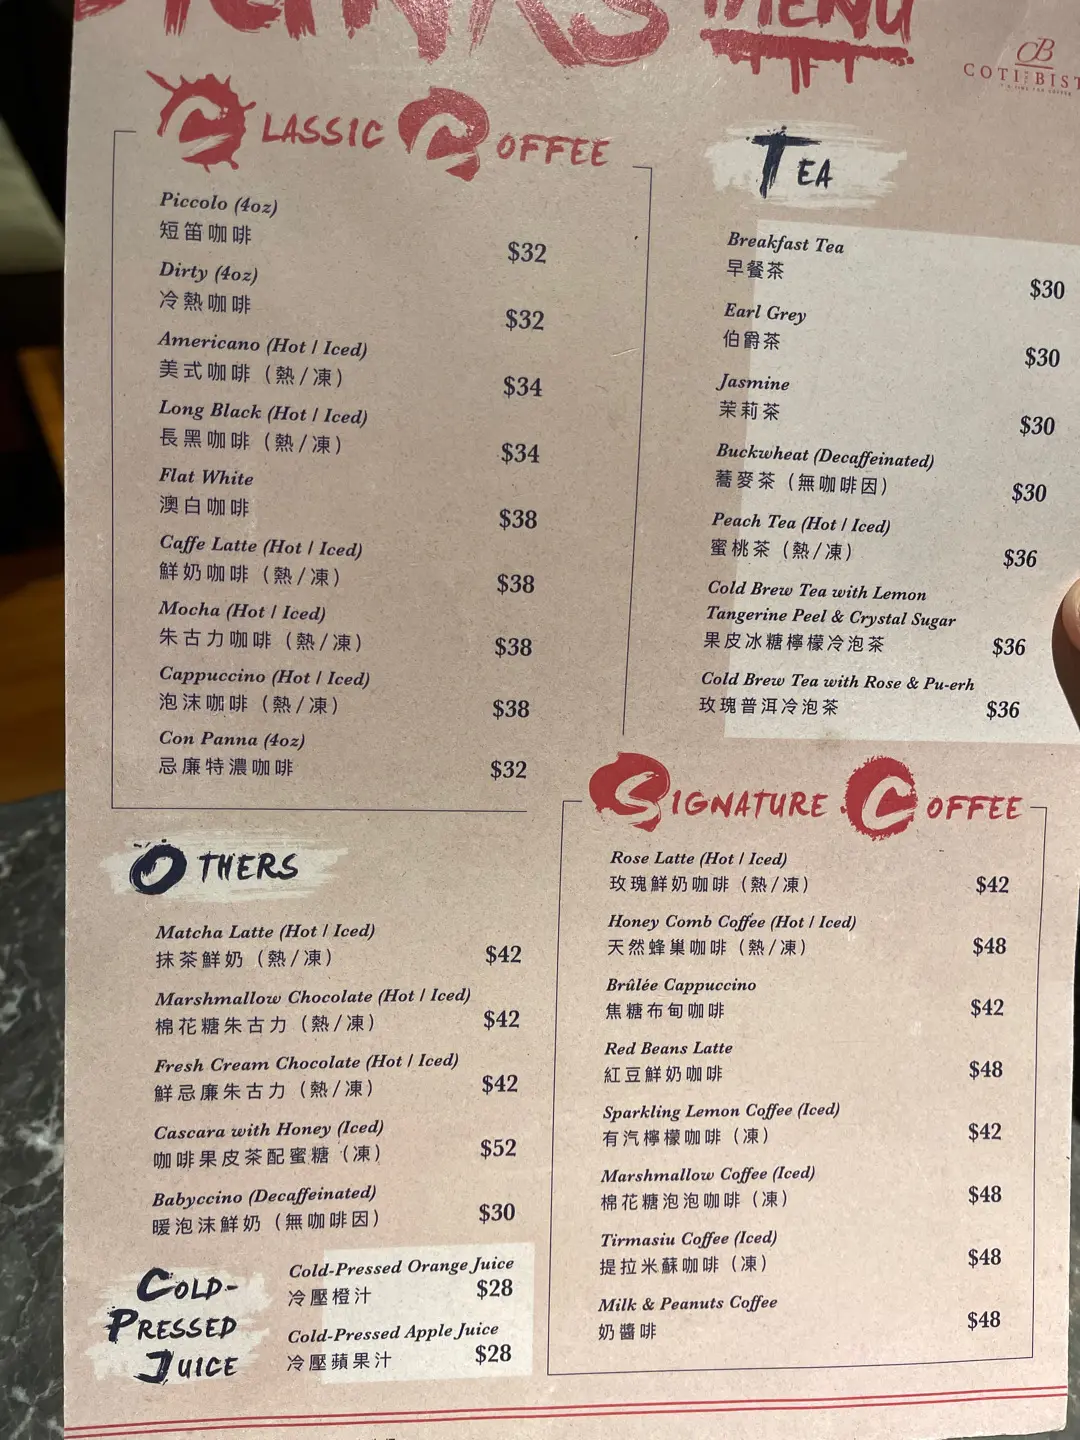 MENU
CB
CLASSIC COFFEE
Piccolo (4oz)
短笛咖啡
$32
Dirty (4oz)
冷熱咖啡
$32
Americano (Hot / Iced)
美式咖啡（熱/凍）
$34
Long Black (Hot / Iced)
長黑咖啡（熱/凍）
$34
Flat White
澳白咖啡
$38
Caffe Latte (Hot / Iced)
鮮奶咖啡（熱/凍）
$38
Mocha (Hot / Iced)
朱古力咖啡（熱/凍）
$38
Cappuccino (Hot / Iced)
泡沫咖啡（熱/凍）
$38
Con Panna (4oz)
忌廉特濃咖啡
$32
TEA
Breakfast Tea
早餐茶
$30
Earl Grey
伯爵茶
$30
Jasmine
茉莉茶
$30
Buckwheat (Decaffeinated)
蕎麥茶（無咖啡因）
$30
Peach Tea (Hot / Iced)
蜜桃茶（熱/凍）
$36
Cold Brew Tea with Lemon
Tangerine Peel & Crystal Sugar
果皮冰糖檸檬冷泡茶
$36
Cold Brew Tea with Rose & Pu-erh
玫瑰普洱冷泡茶
$36
OTHERS
Matcha Latte (Hot / Iced)
抹茶鮮奶（熱/凍）
$42
Marshmallow Chocolate (Hot / Iced)
棉花糖朱古力（熱/凍）
$42
Fresh Cream Chocolate (Hot / Iced)
鮮忌廉朱古力（熱/凍）
$42
Cascara with Honey (Iced)
咖啡果皮茶配蜜糖（凍）
$52
Babyccino (Decaffeinated)
暖泡沫鮮奶（無咖啡因）
$30
COLD-
PRESSED
JUICE
Cold-Pressed Orange Juice
冷壓橙汁
$28
Cold-Pressed Apple Juice
冷壓蘋果汁
$28
SIGNATURE COFFEE
Rose Latte (Hot / Iced)
玫瑰鮮奶咖啡（熱/凍）
$42
Honey Comb Coffee (Hot / Iced)
天然蜂巢咖啡（熱/凍）
$48
Brûlée Cappuccino
焦糖布甸咖啡
$42
Red Beans Latte
紅豆鮮奶咖啡
$48
Sparkling Lemon Coffee (Iced)
有汽檸檬咖啡（凍）
$42
Marshmallow Coffee (Iced)
棉花糖泡泡咖啡（凍）
$48
Tirmasiu Coffee (Iced)
提拉米蘇咖啡（凍）
$48
Milk & Peanuts Coffee
奶醬啡
$48